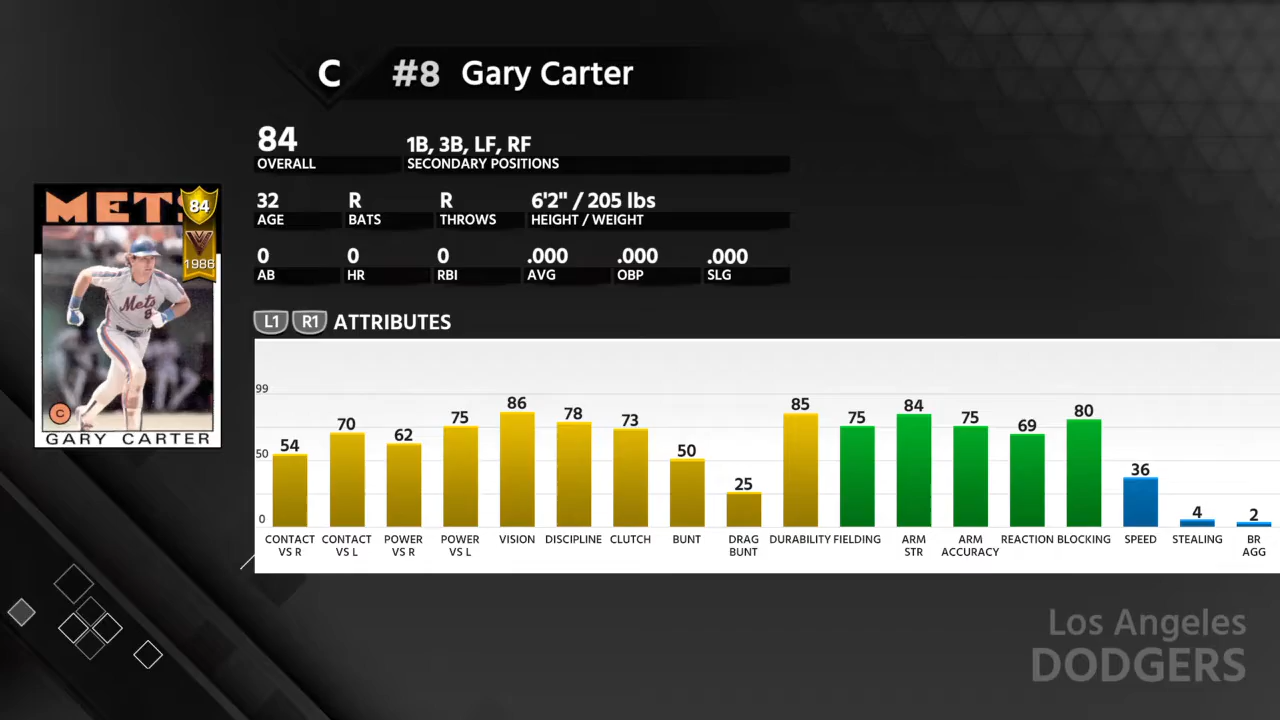 C #8 Gary Carter
84
OVERALL
1B, 3B, LF, RF
SECONDARY POSITIONS
32 R R 6'2" / 205 lbs
AGE BATS THROWS HEIGHT / WEIGHT
0 0 0 .000 .000 .000
AB HR RBI AVG OBP SLG
METS
84
1986
Mets
8
C
GARY CARTER
L1 R1 ATTRIBUTES
99
50
0
54 70 62 75 86 78 73 50 25 85 75 84 75 69 80 36 4 2
CONTACT VS R
CONTACT VS L
POWER VS R
POWER VS L
VISION
DISCIPLINE
CLUTCH
BUNT
DRAG BUNT
DURABILITY
FIELDING
ARM STR
ARM ACCURACY
REACTION
BLOCKING
SPEED
STEALING
BR AGG
Los Angeles
DODGERS